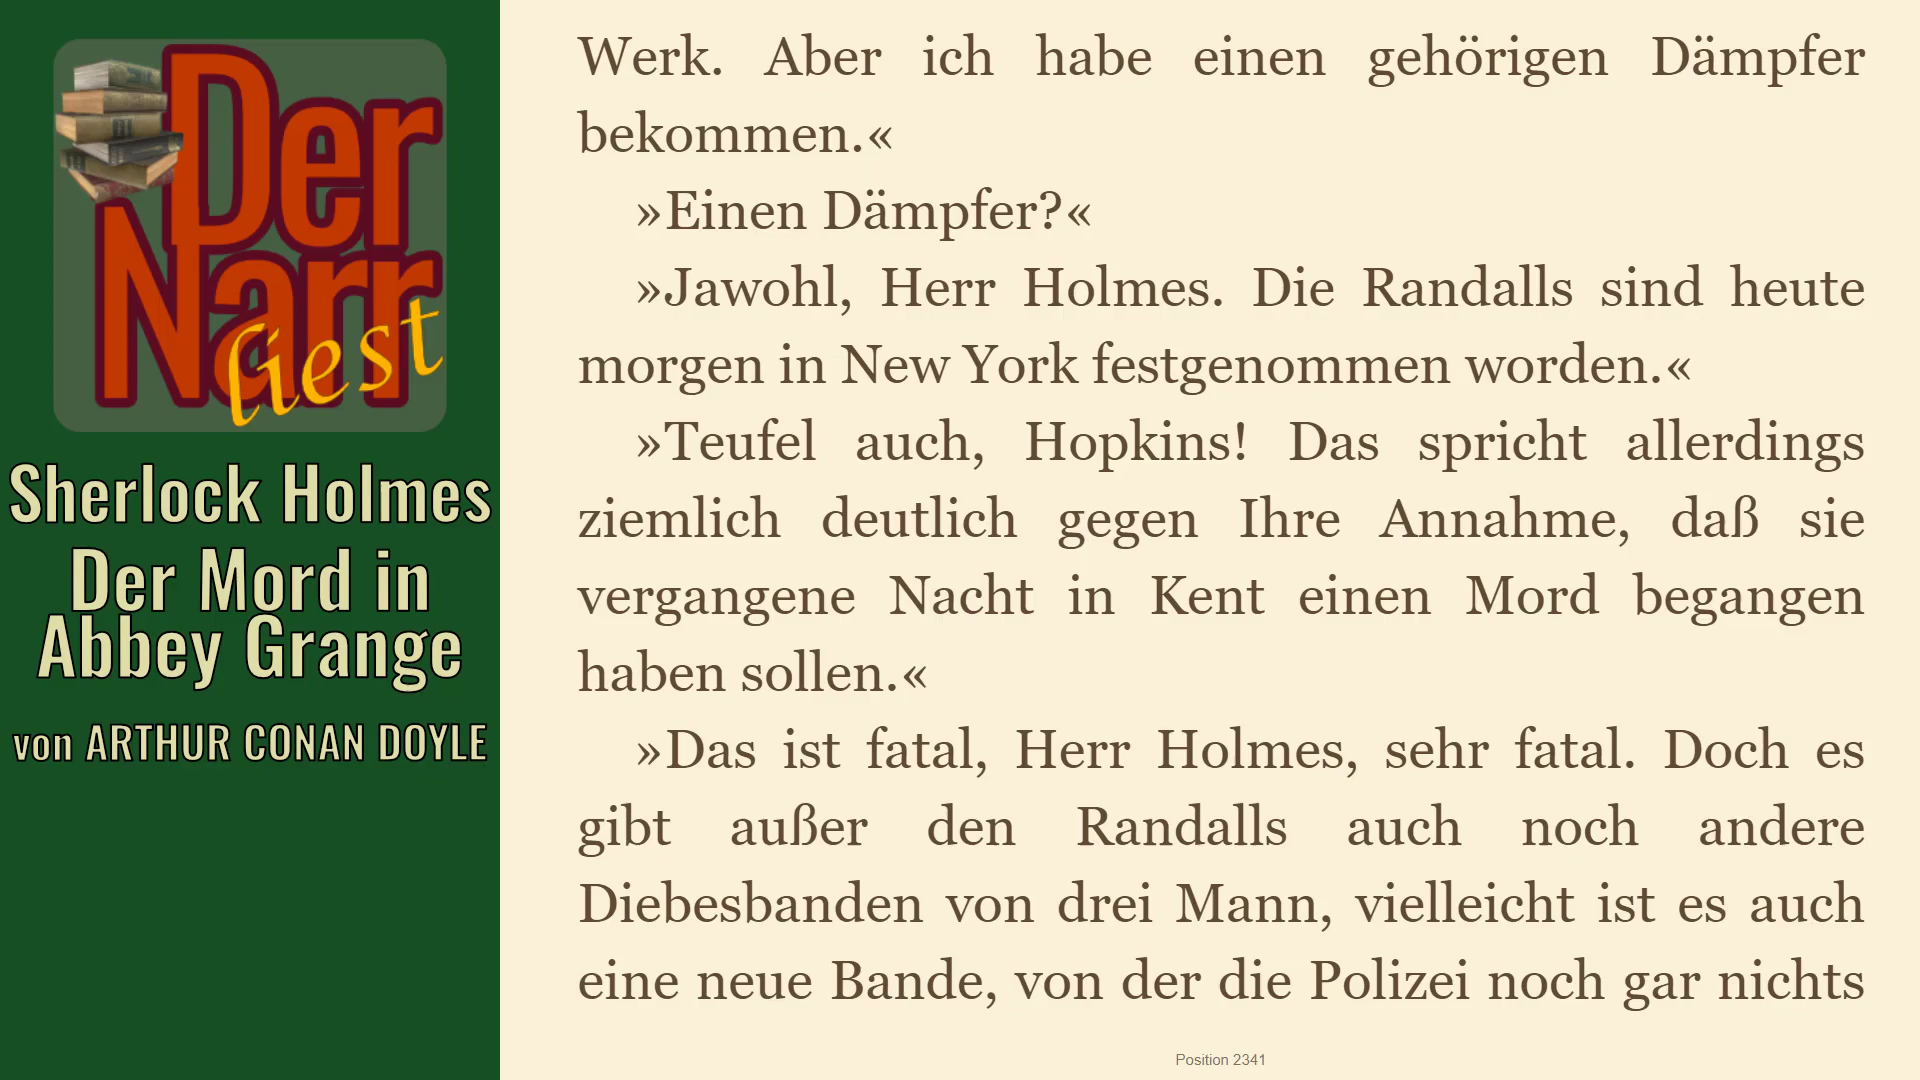 Der
Narr
liest
Sherlock Holmes
Der Mord in
Abbey Grange
von ARTHUR CONAN DOYLE
Werk. Aber ich habe einen gehörigen Dämpfer
bekommen.«
»Einen Dämpfer?«
»Jawohl, Herr Holmes. Die Randalls sind heute
morgen in New York festgenommen worden.«
»Teufel auch, Hopkins! Das spricht allerdings
ziemlich deutlich gegen Ihre Annahme, daß sie
vergangene Nacht in Kent einen Mord begangen
haben sollen.«
»Das ist fatal, Herr Holmes, sehr fatal. Doch es
gibt außer den Randalls auch noch andere
Diebesbanden von drei Mann, vielleicht ist es auch
eine neue Bande, von der die Polizei noch gar nichts
Position 2341